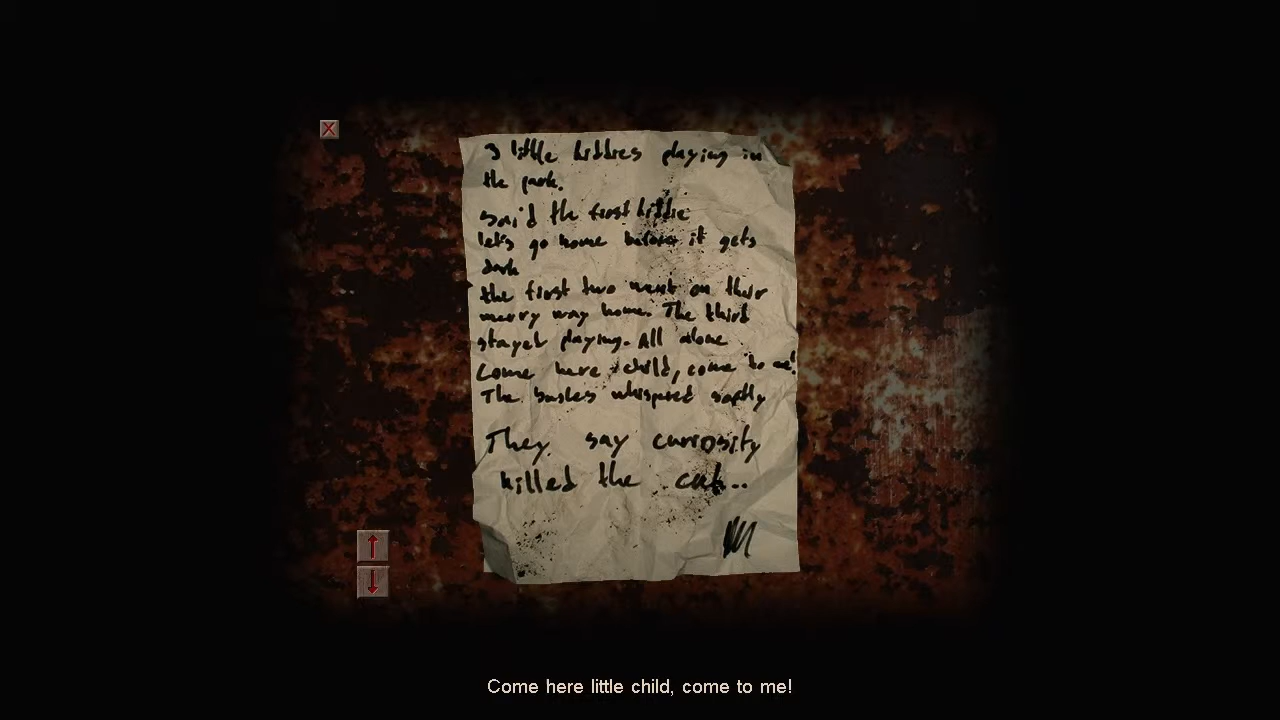 3 little kiddies playing in
the park.
said the first kiddie
let's go home before it gets
dark
the first two went on their
merry way home. The third
stayed playing. All alone
Come here child, come to me!
The bushes whispered softly
They say curiosity
killed the cat..
Come here little child, come to me!